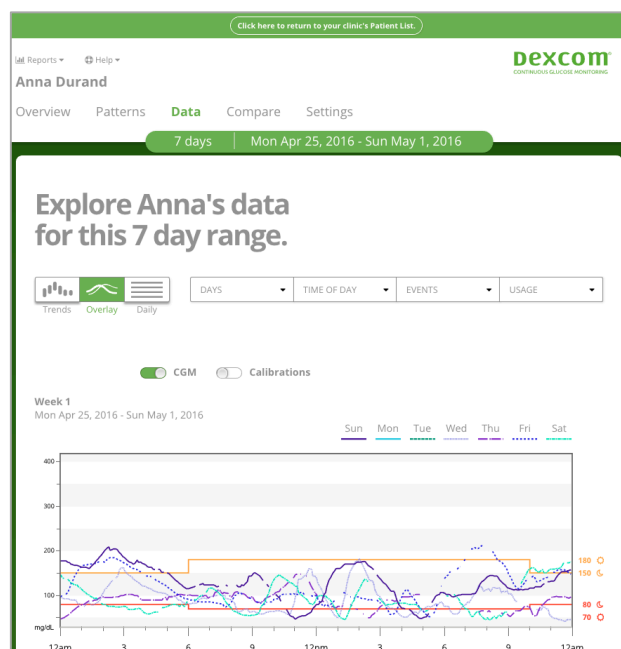 Click here to return to your clinic's Patient List.
Reports Help
DEXCOM
CONTINUOUS GLUCOSE MONITORING
Anna Durand
Overview Patterns Data Compare Settings
7 days Mon Apr 25, 2016 - Sun May 1, 2016
Explore Anna's data
for this 7 day range.
DAYS TIME OF DAY EVENTS USAGE
Trends Overlay Daily
CGM Calibrations
Week 1
Mon Apr 25, 2016 - Sun May 1, 2016
Sun Mon Tue Wed Thu Fri Sat
400
300
200
180
150
100
80
70
mg/dL
12am 3 6 9 12pm 3 6 9 12am